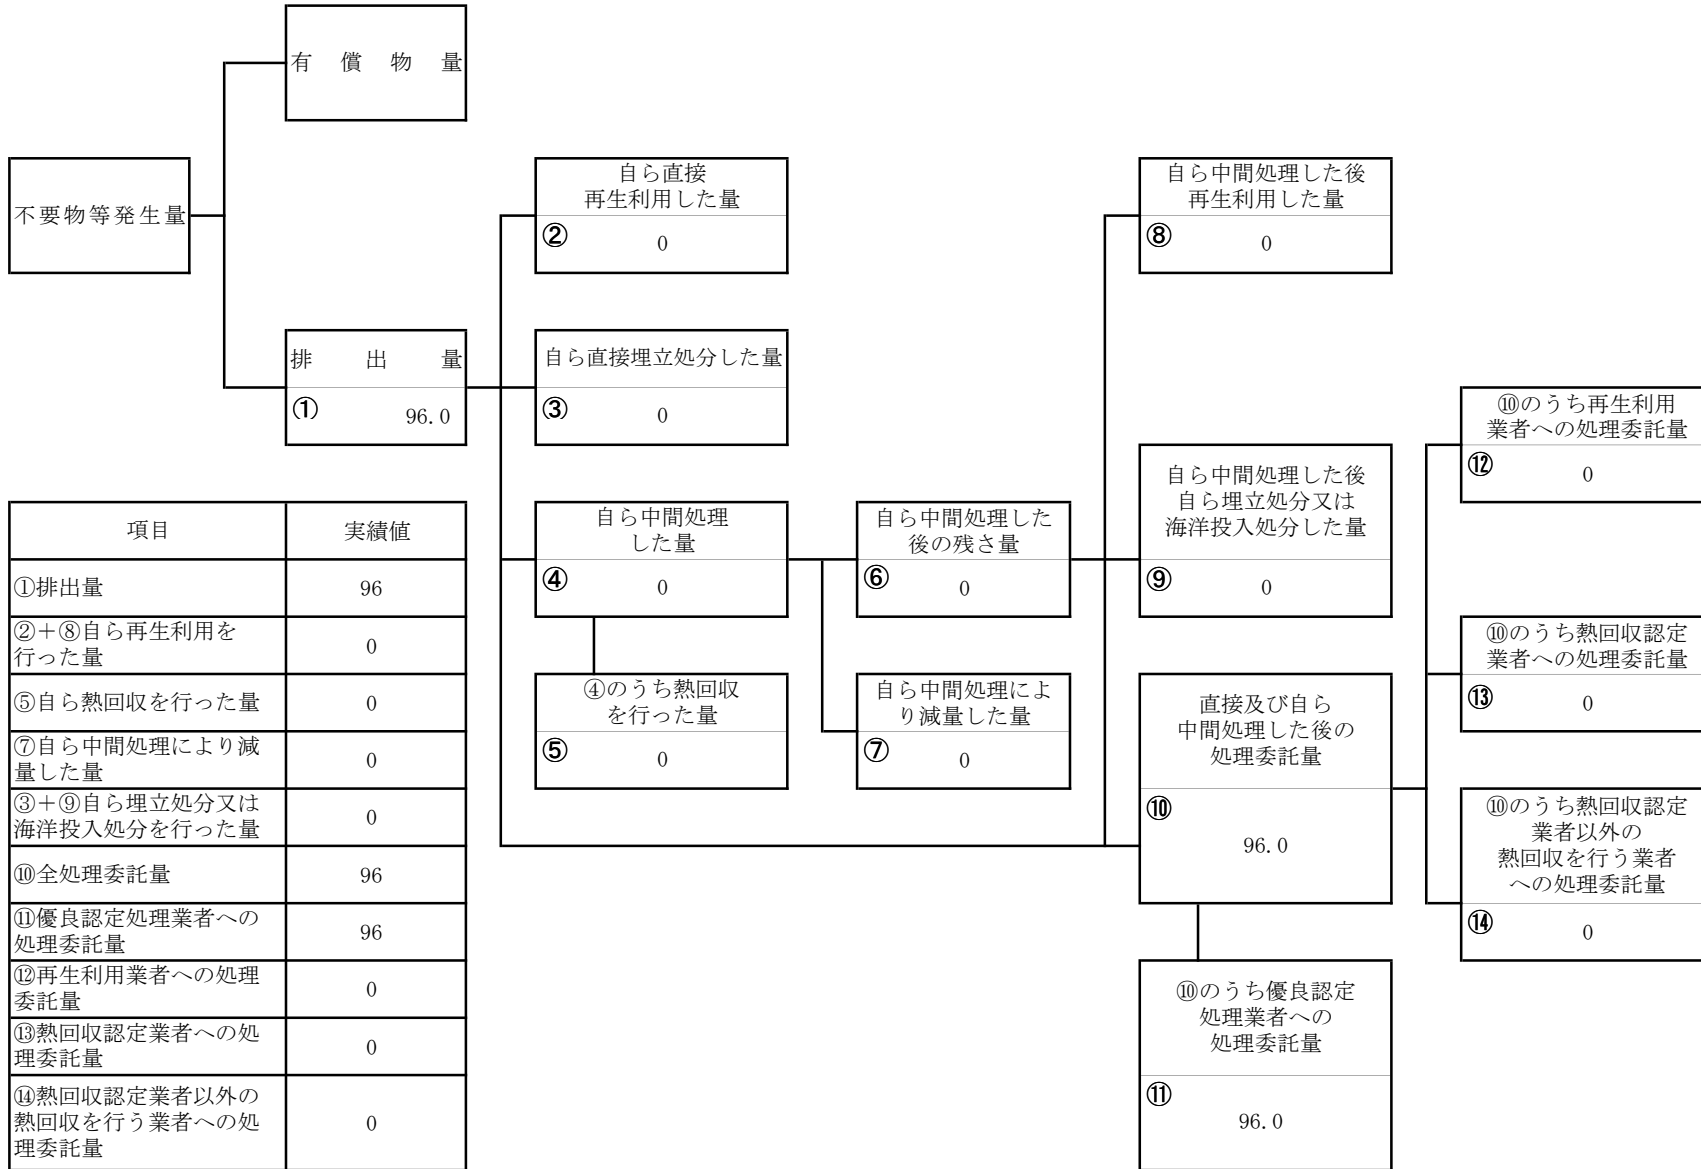 有償物量
不要物等発生量
自ら直接
再生利用した量
② 0
自ら中間処理した後
再生利用した量
⑧ 0
排出量
① 96.0
自ら直接埋立処分した量
③ 0
⑩のうち再生利用
業者への処理委託量
⑫ 0
自ら中間処理
した量
④ 0
自ら中間処理した
後の残さ量
⑥ 0
自ら中間処理した後
自ら埋立処分又は
海洋投入処分した量
⑨ 0
⑩のうち熱回収認定
業者への処理委託量
⑬ 0
④のうち熱回収
を行った量
⑤ 0
自ら中間処理によ
り減量した量
⑦ 0
直接及び自ら
中間処理した後の
処理委託量
⑩
96.0
⑩のうち熱回収認定
業者以外の
熱回収を行う業者
への処理委託量
⑭ 0
⑩のうち優良認定
処理業者への
処理委託量
⑪
96.0
項目 実績値
①排出量 96
②+⑧自ら再生利用を
行った量 0
⑤自ら熱回収を行った量 0
⑦自ら中間処理により減
量した量 0
③+⑨自ら埋立処分又は
海洋投入処分を行った量 0
⑩全処理委託量 96
⑪優良認定処理業者への
処理委託量 96
⑫再生利用業者への処理
委託量 0
⑬熱回収認定業者への処
理委託量 0
⑭熱回収認定業者以外の
熱回収を行う業者への処
理委託量 0